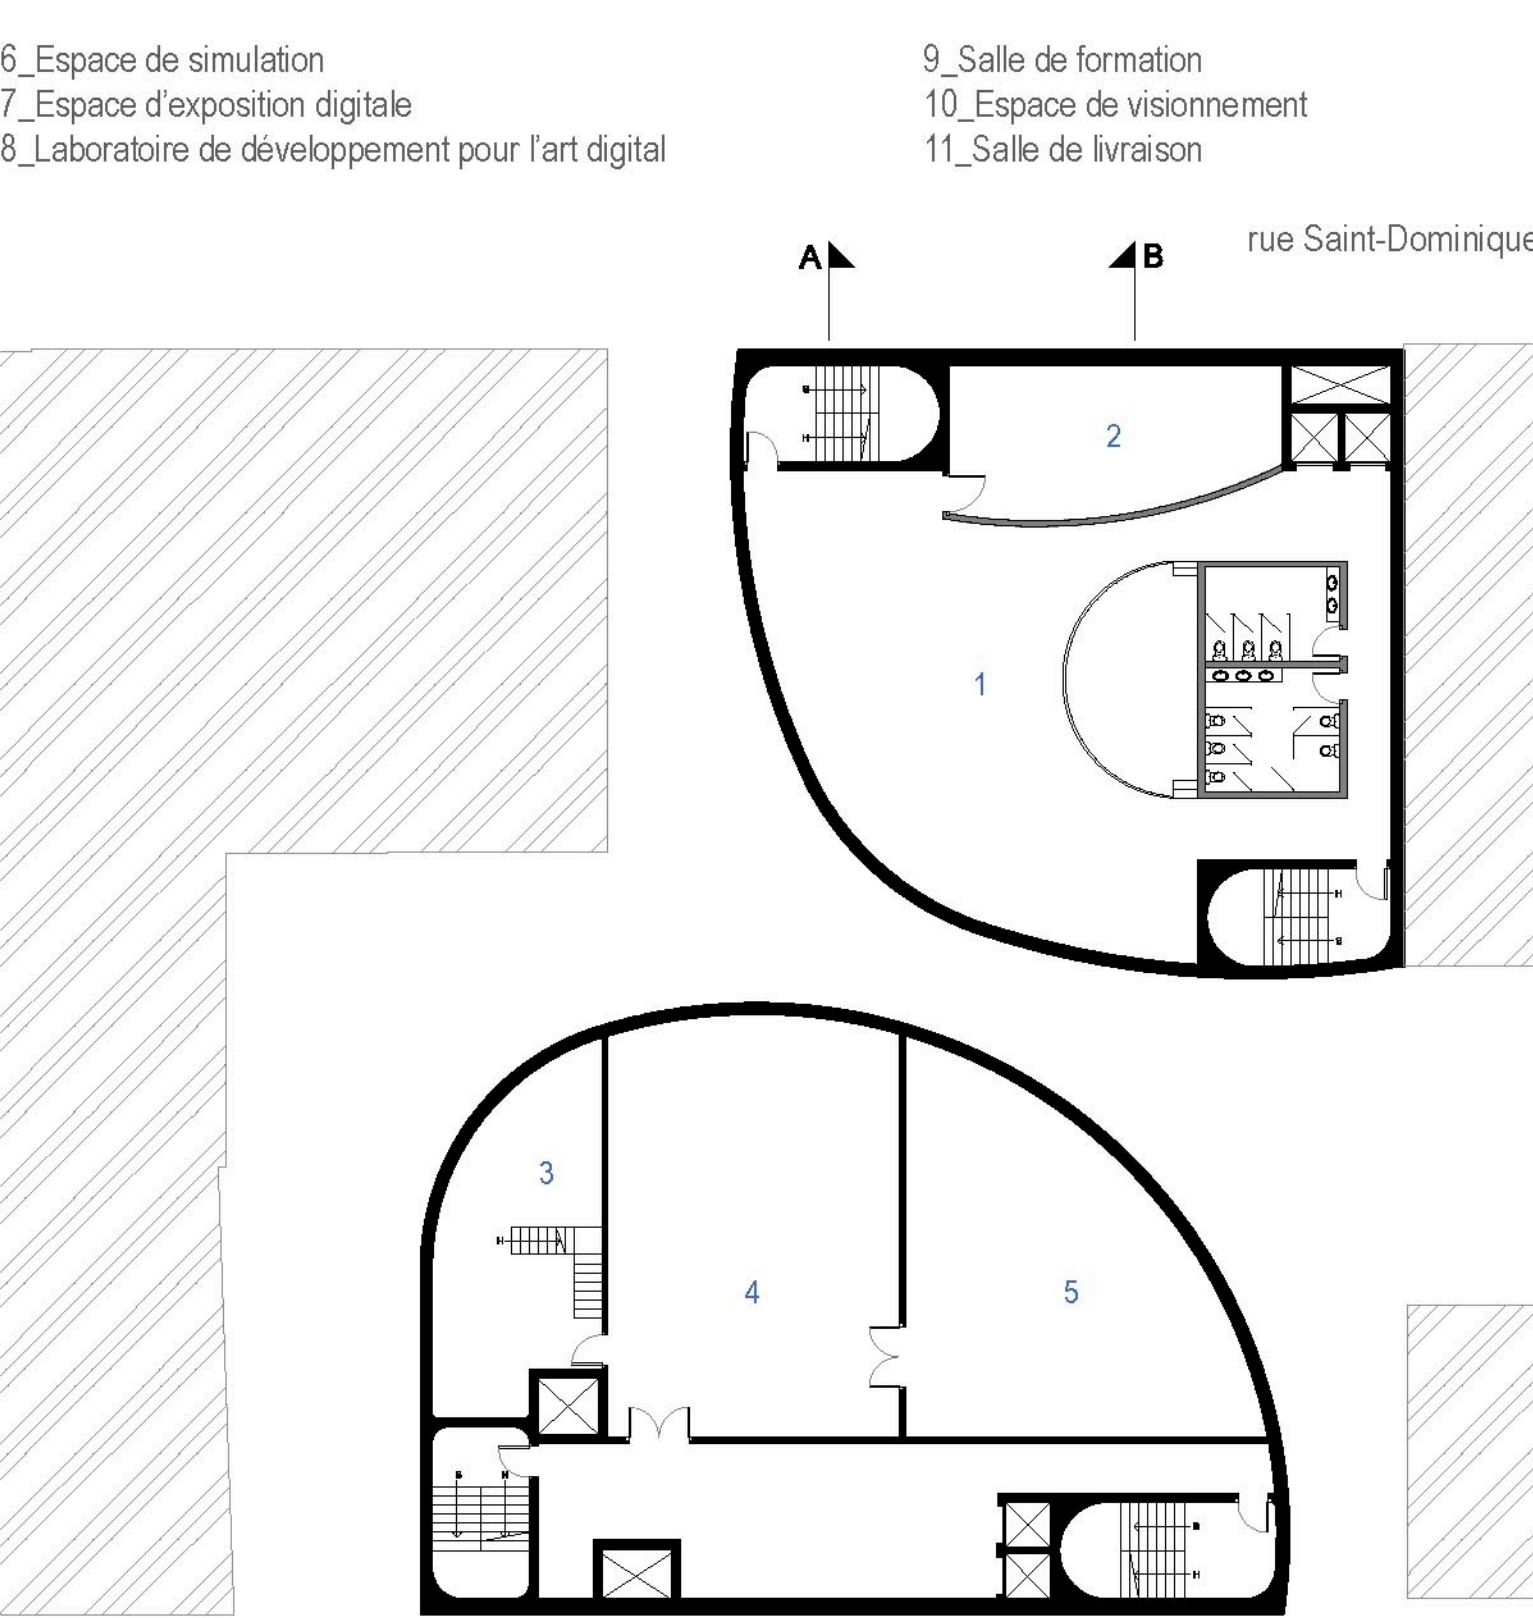 6_Espace de simulation
7_Espace d'exposition digitale
8_Laboratoire de développement pour l'art digital
9_Salle de formation
10_Espace de visionnement
11_Salle de livraison
rue Saint-Dominique
A
B
2
1
3
4
5